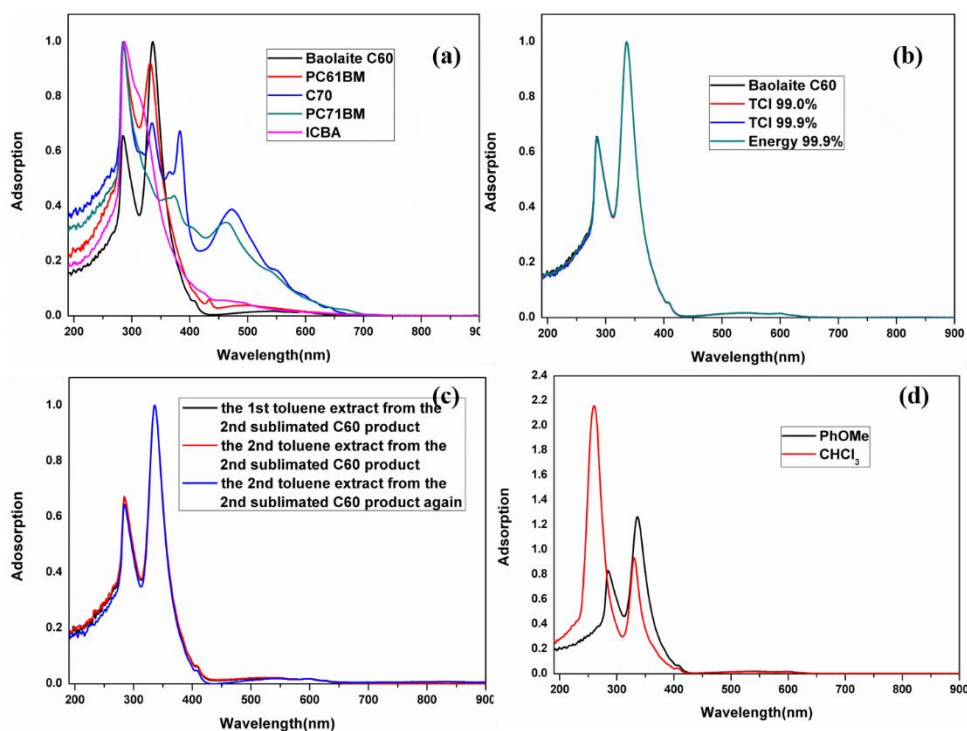 (a)
Adsorption
1.0
0.8
0.6
0.4
0.2
0.0
Baolaite C60
PC61BM
C70
PC71BM
ICBA
200 300 400 500 600 700 800 900
Wavelength(nm)
(b)
Adsorption
1.0
0.8
0.6
0.4
0.2
0.0
Baolaite C60
TCI 99.0%
TCI 99.9%
Energy 99.9%
200 300 400 500 600 700 800 900
Wavelength(nm)
(c)
Adosorption
1.0
0.8
0.6
0.4
0.2
0.0
the 1st toluene extract from the
2nd sublimated C60 product
the 2nd toluene extract from the
2nd sublimated C60 product
the 2nd toluene extract from the
2nd sublimated C60 product again
200 300 400 500 600 700 800 900
Wavelength(nm)
(d)
Adsorption
2.4
2.2
2.0
1.8
1.6
1.4
1.2
1.0
0.8
0.6
0.4
0.2
0.0
PhOMe
CHCl₃
200 300 400 500 600 700 800 900
Wavelength(nm)